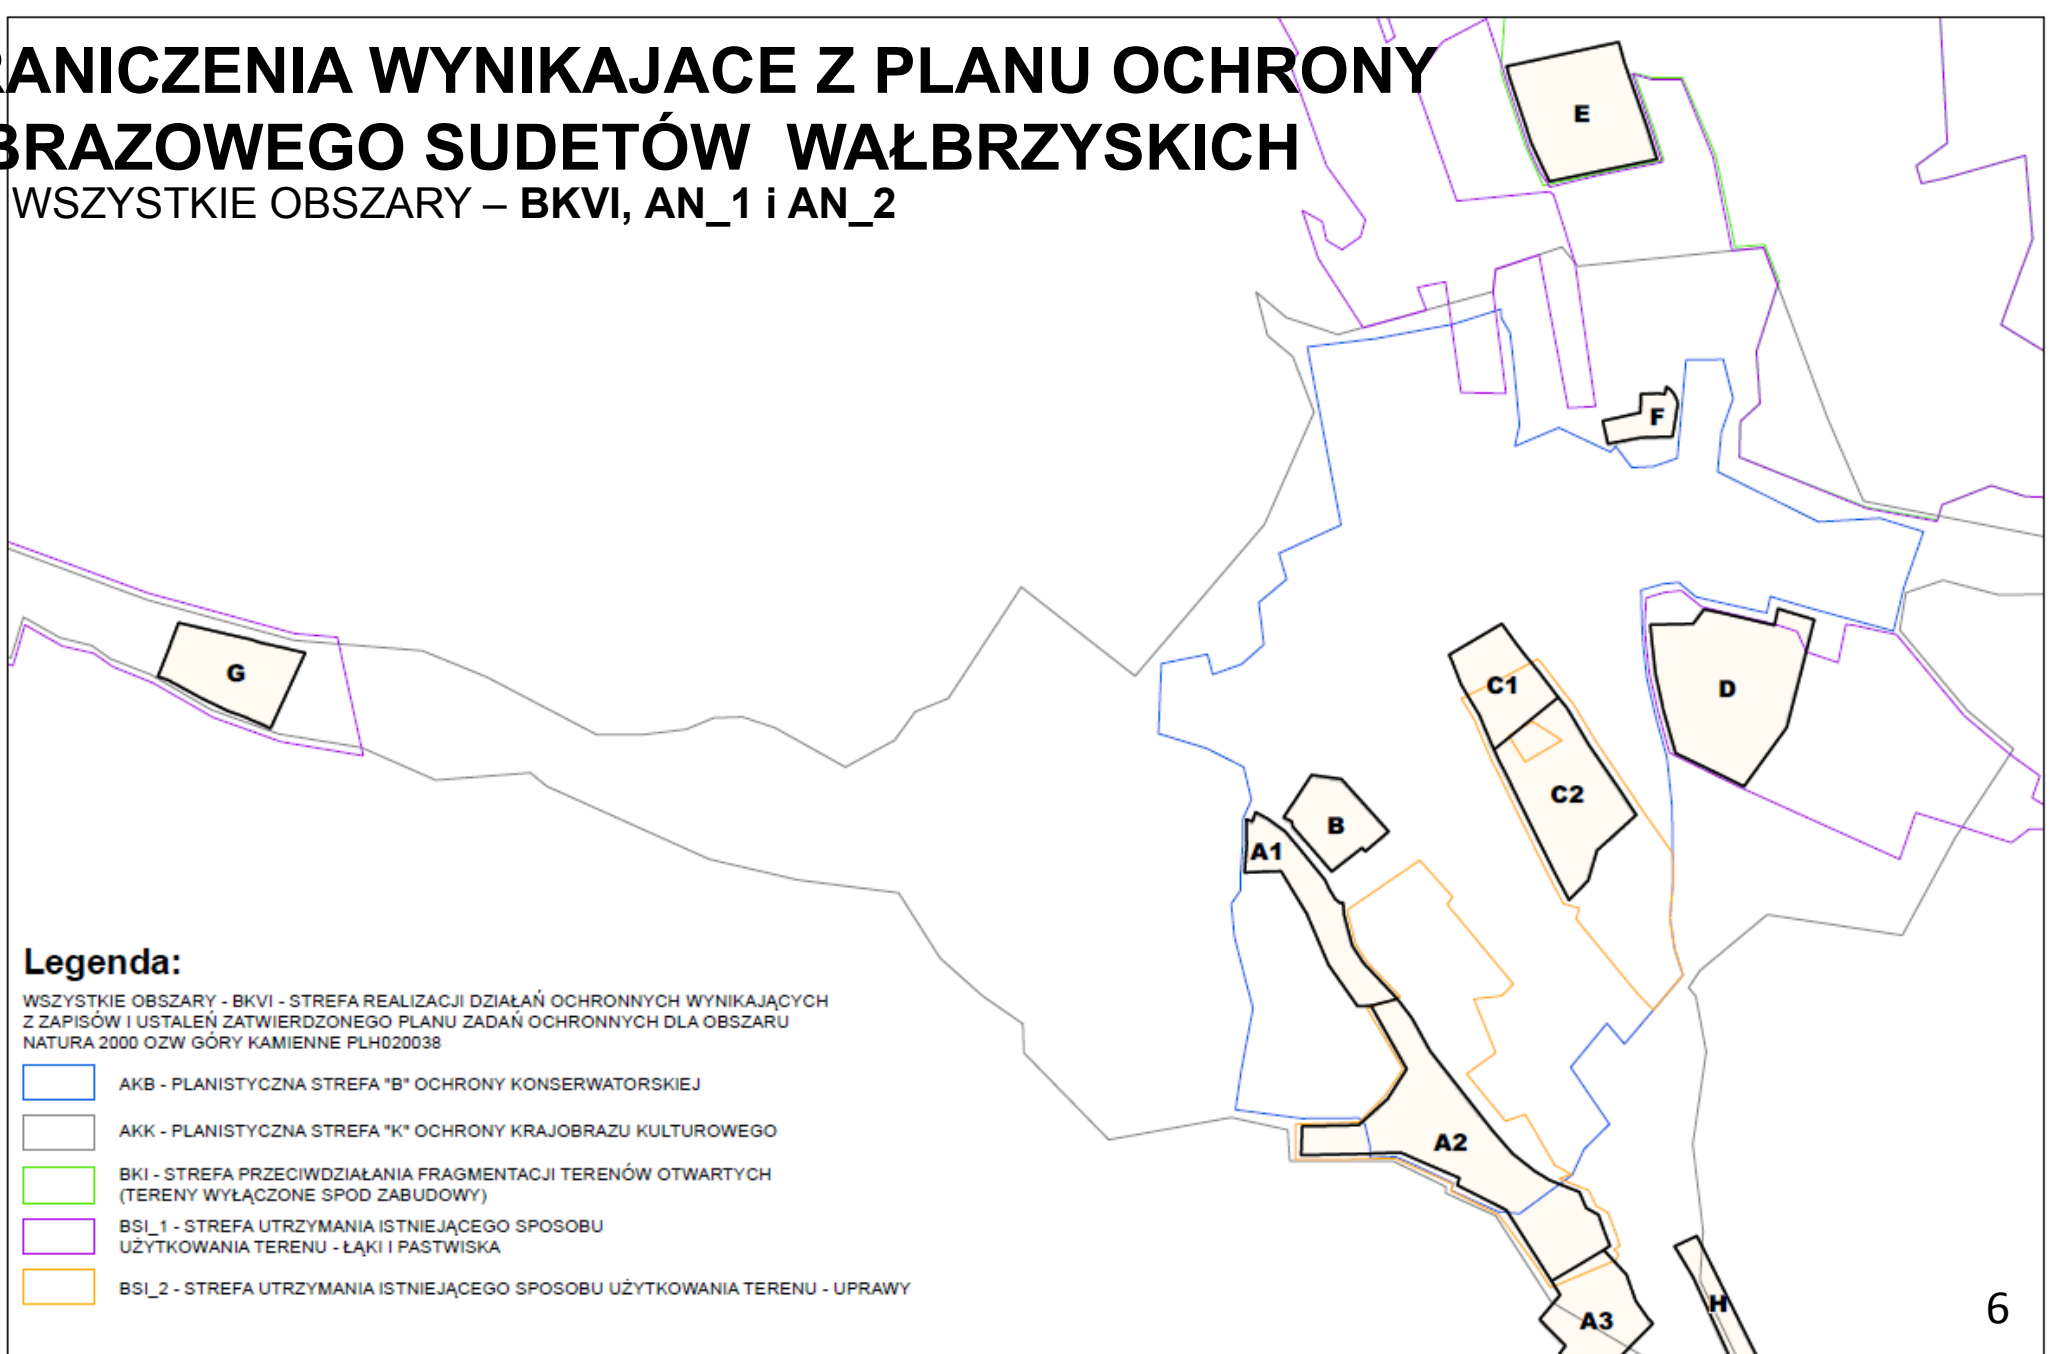 RANICZENIA WYNIKAJACE Z PLANU OCHRONY
BRAZOWEGO SUDETÓW WAŁBRZYSKICH
WSZYSTKIE OBSZARY – BKVI, AN_1 i AN_2
E
F
G
C1
D
C2
B
A1
A2
A3
H
Legenda:
WSZYSTKIE OBSZARY - BKVI - STREFA REALIZACJI DZIAŁAŃ OCHRONNYCH WYNIKAJĄCYCH
Z ZAPISÓW I USTALEŃ ZATWIERDZONEGO PLANU ZADAŃ OCHRONNYCH DLA OBSZARU
NATURA 2000 OZW GÓRY KAMIENNE PLH020038
AKB - PLANISTYCZNA STREFA "B" OCHRONY KONSERWATORSKIEJ
AKK - PLANISTYCZNA STREFA "K" OCHRONY KRAJOBRAZU KULTUROWEGO
BKI - STREFA PRZECIWDZIAŁANIA FRAGMENTACJI TERENÓW OTWARTYCH
(TERENY WYŁĄCZONE SPOD ZABUDOWY)
BSI_1 - STREFA UTRZYMANIA ISTNIEJĄCEGO SPOSOBU
UŻYTKOWANIA TERENU - ŁĄKI I PASTWISKA
BSI_2 - STREFA UTRZYMANIA ISTNIEJĄCEGO SPOSOBU UŻYTKOWANIA TERENU - UPRAWY
6